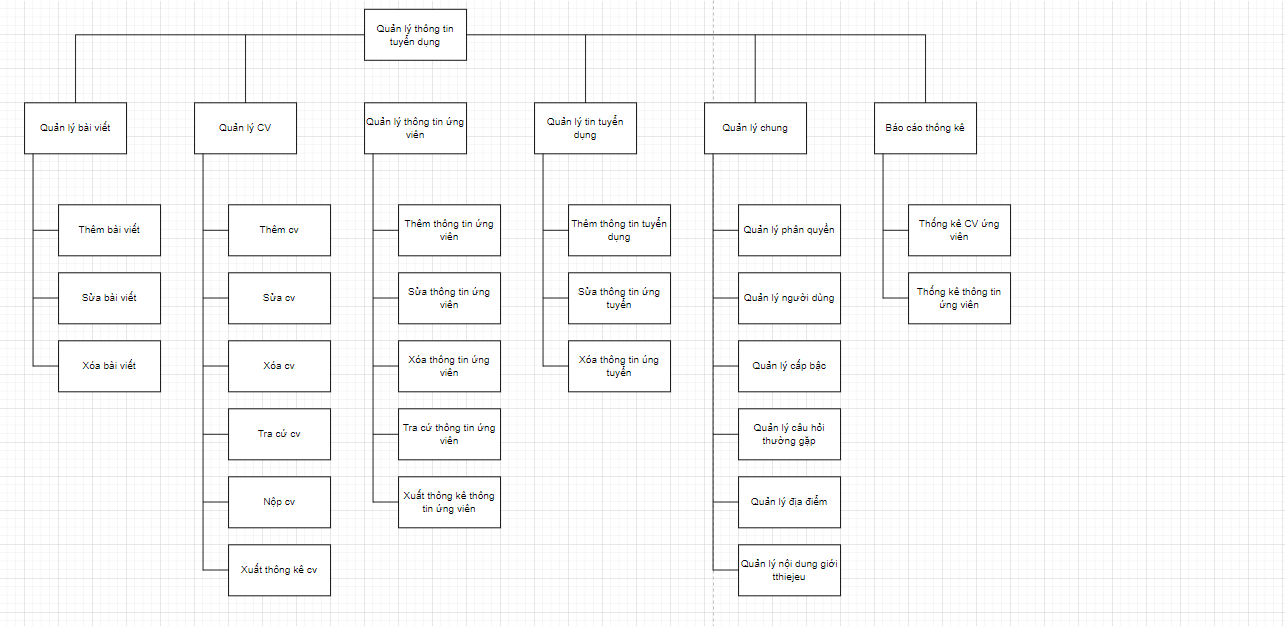 Quản lý thông tin
tuyển dụng
Quản lý bài viết
Quản lý CV
Quản lý thông tin ứng
viên
Quản lý tin tuyển
dụng
Quản lý chung
Báo cáo thông kê
Thêm bài viết
Sửa bài viết
Xóa bài viết
Thêm cv
Sửa cv
Xóa cv
Tra cứ cv
Nộp cv
Xuất thông kê cv
Thêm thông tin ứng
viên
Sửa thông tin ứng
viên
Xóa thông tin ứng
viên
Tra cứ thông tin ứng
viên
Xuất thông kê thông
tin ứng viên
Thêm thông tin tuyển
dụng
Sửa thông tin ứng
tuyển
Xóa thông tin úng
tuyển
Quản lý phân quyền
Quản lý người dùng
Quản lý cấp bậc
Quản lý câu hỏi
thường gặp
Quản lý địa điểm
Quản lý nội dung giới
tthiejeu
Thống kê CV ứng
viên
Thống kê thông tin
ứng viên